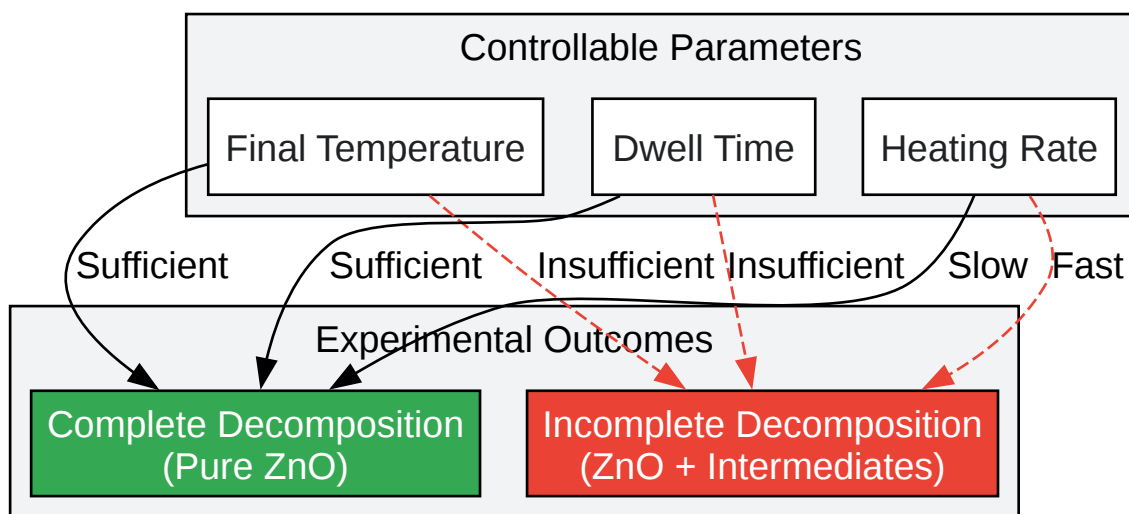 Controllable Parameters
Final Temperature
Dwell Time
Heating Rate
Sufficient
Sufficient
Insufficient
Insufficient
Slow
Fast
Experimental Outcomes
Complete Decomposition
(Pure ZnO)
Incomplete Decomposition
(ZnO + Intermediates)